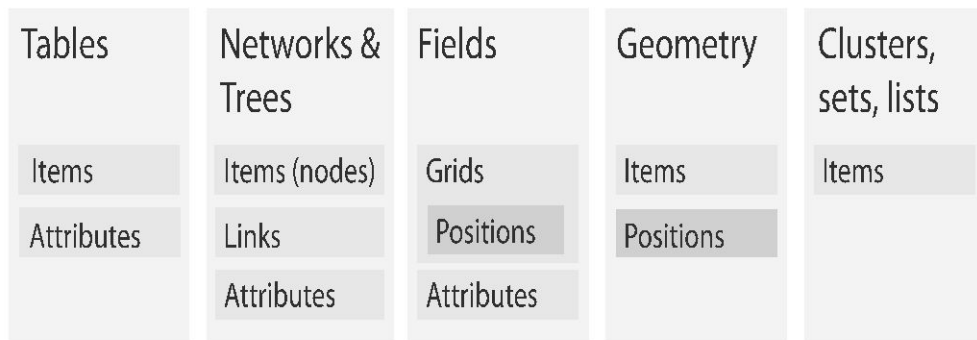 Tables
Items
Attributes
Networks &
Trees
Items (nodes)
Links
Attributes
Fields
Grids
Positions
Attributes
Geometry
Items
Positions
Clusters,
sets, lists
Items